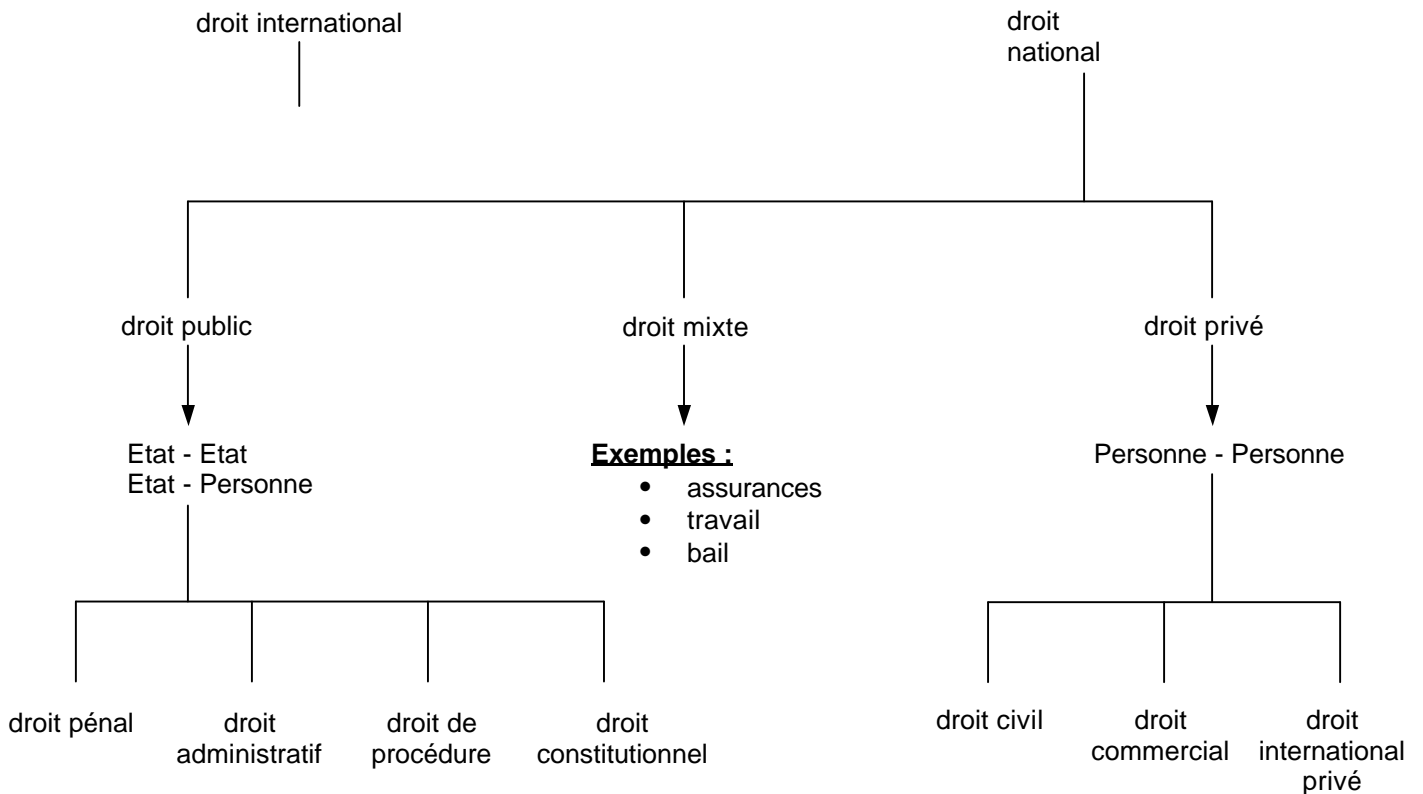 droit international
droit
national
droit public
droit mixte
droit privé
Etat - Etat
Etat - Personne
Exemples :
• assurances
• travail
• bail
Personne - Personne
droit pénal
droit
administratif
droit de
procédure
droit
constitutionnel
droit civil
droit
commercial
droit
international
privé